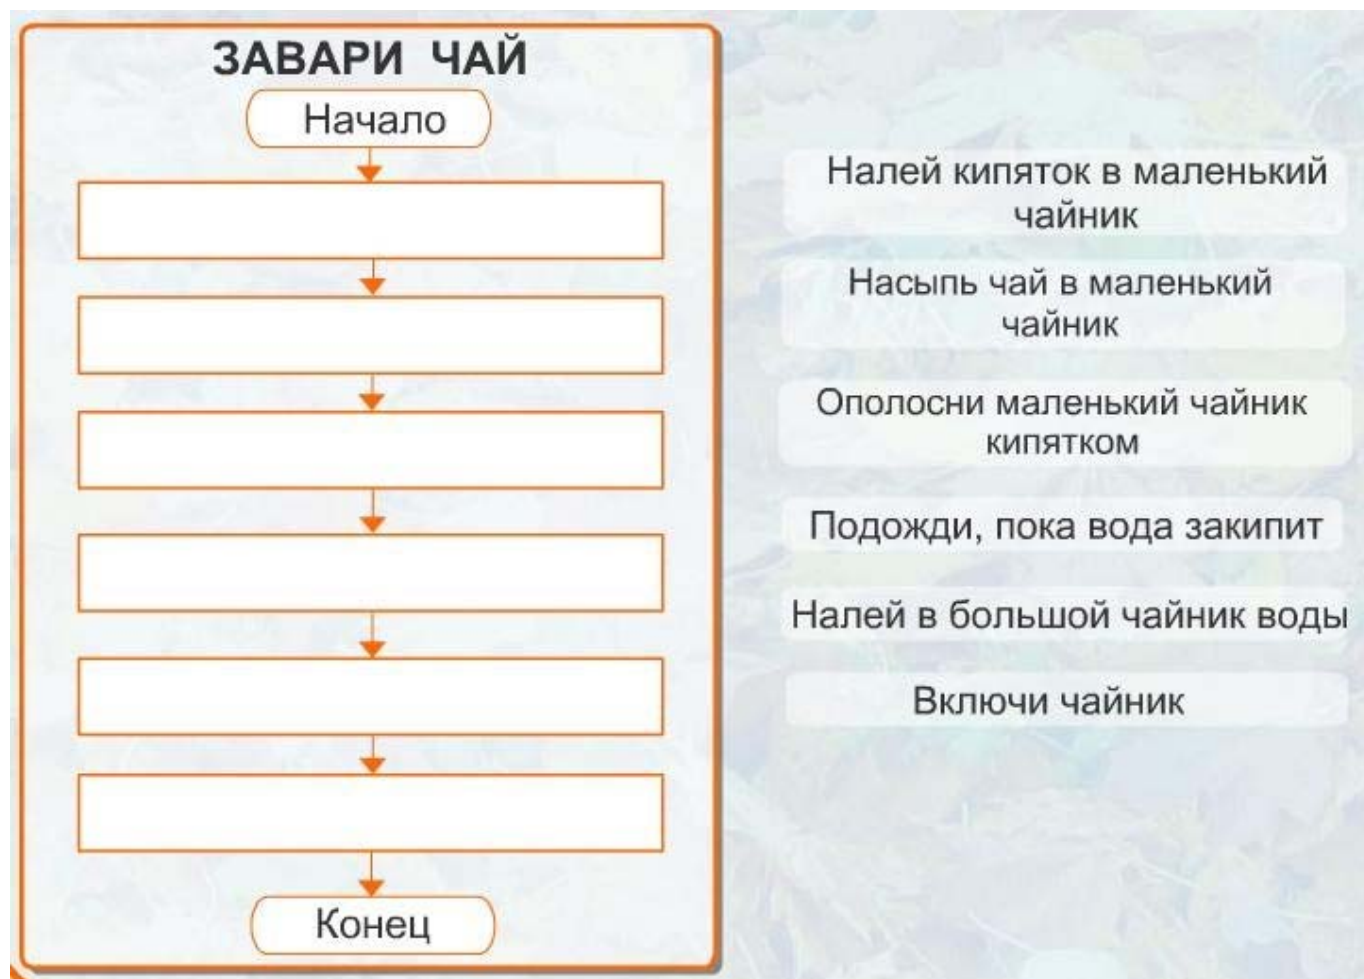 ЗАВАРИ ЧАЙ
Начало
Конец
Налей кипяток в маленький
чайник
Насыпь чай в маленький
чайник
Ополосни маленький чайник
кипятком
Подожди, пока вода закипит
Налей в большой чайник воды
Включи чайник